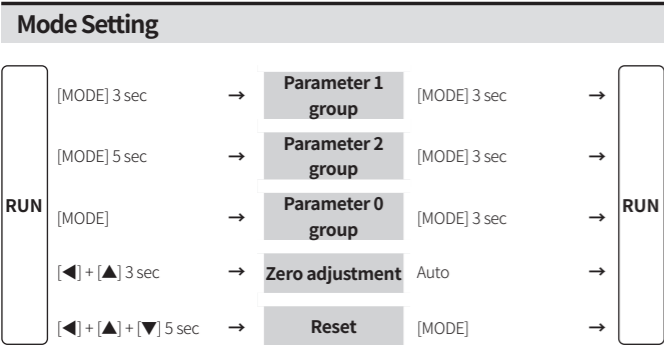 Mode Setting
RUN
[MODE] 3 sec → Parameter 1 group [MODE] 3 sec →
[MODE] 5 sec → Parameter 2 group [MODE] 3 sec →
[MODE] → Parameter 0 group [MODE] 3 sec →
[◀] + [▲] 3 sec → Zero adjustment Auto →
[◀] + [▲] + [▼] 5 sec → Reset [MODE] →
RUN